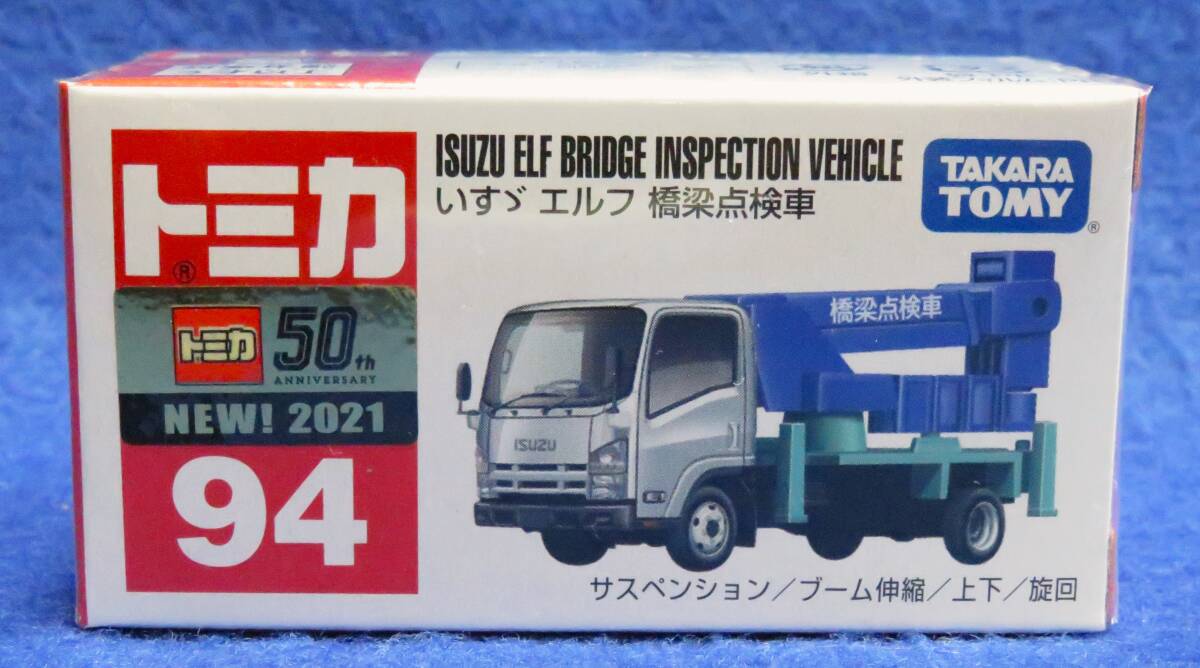 トミカ
®
トミカ 50th
ANNIVERSARY
NEW! 2021
94
ISUZU ELF BRIDGE INSPECTION VEHICLE
いすゞ エルフ 橋梁点検車
TAKARA
TOMY
®
橋梁点検車
ISUZU
サスペンション/ブーム伸縮/上下/旋回